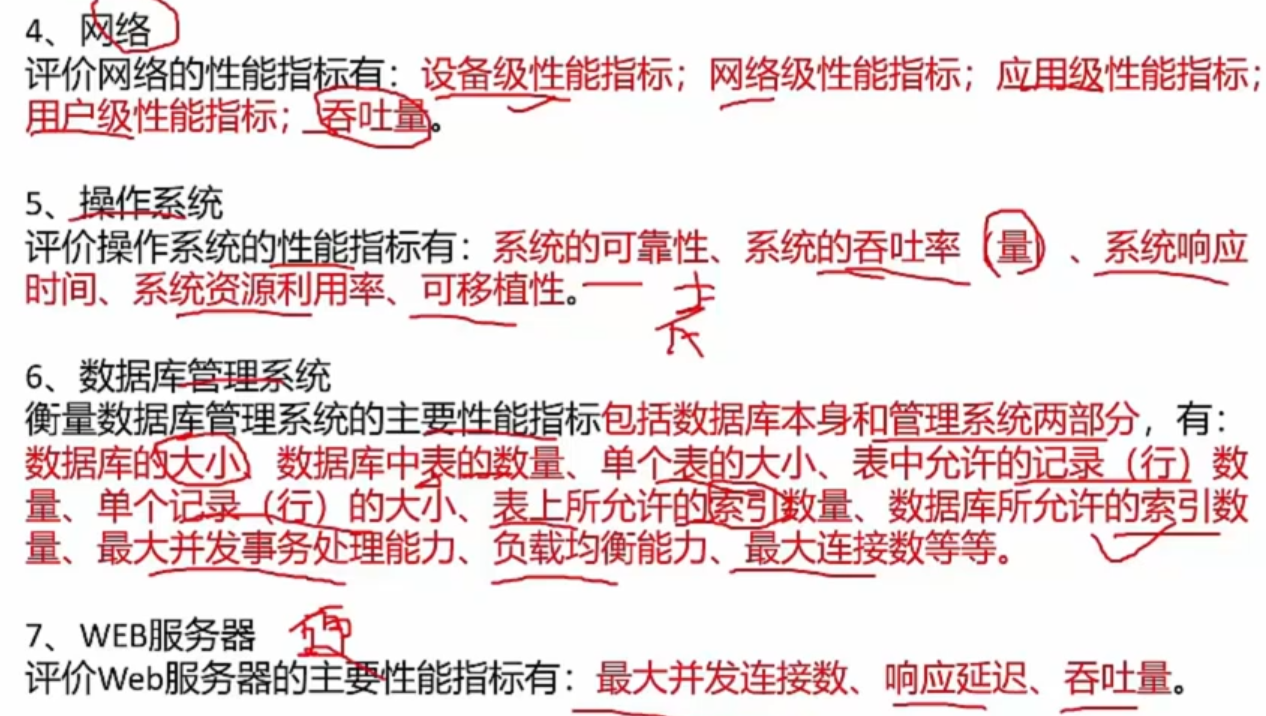 4、网络
评价网络的性能指标有：设备级性能指标；网络级性能指标；应用级性能指标；
用户级性能指标；吞吐量。
5、操作系统
评价操作系统的性能指标有：系统的可靠性、系统的吞吐率（量）、系统响应
时间、系统资源利用率、可移植性。
6、数据库管理系统
衡量数据库管理系统的主要性能指标包括数据库本身和管理系统两部分，有：
数据库的大小、数据库中表的数量、单个表的大小、表中允许的记录（行）数
量、单个记录（行）的大小、表上所允许的索引数量、数据库所允许的索引数
量、最大并发事务处理能力、负载均衡能力、最大连接数等等。
7、WEB服务器
评价Web服务器的主要性能指标有：最大并发连接数、响应延迟、吞吐量。